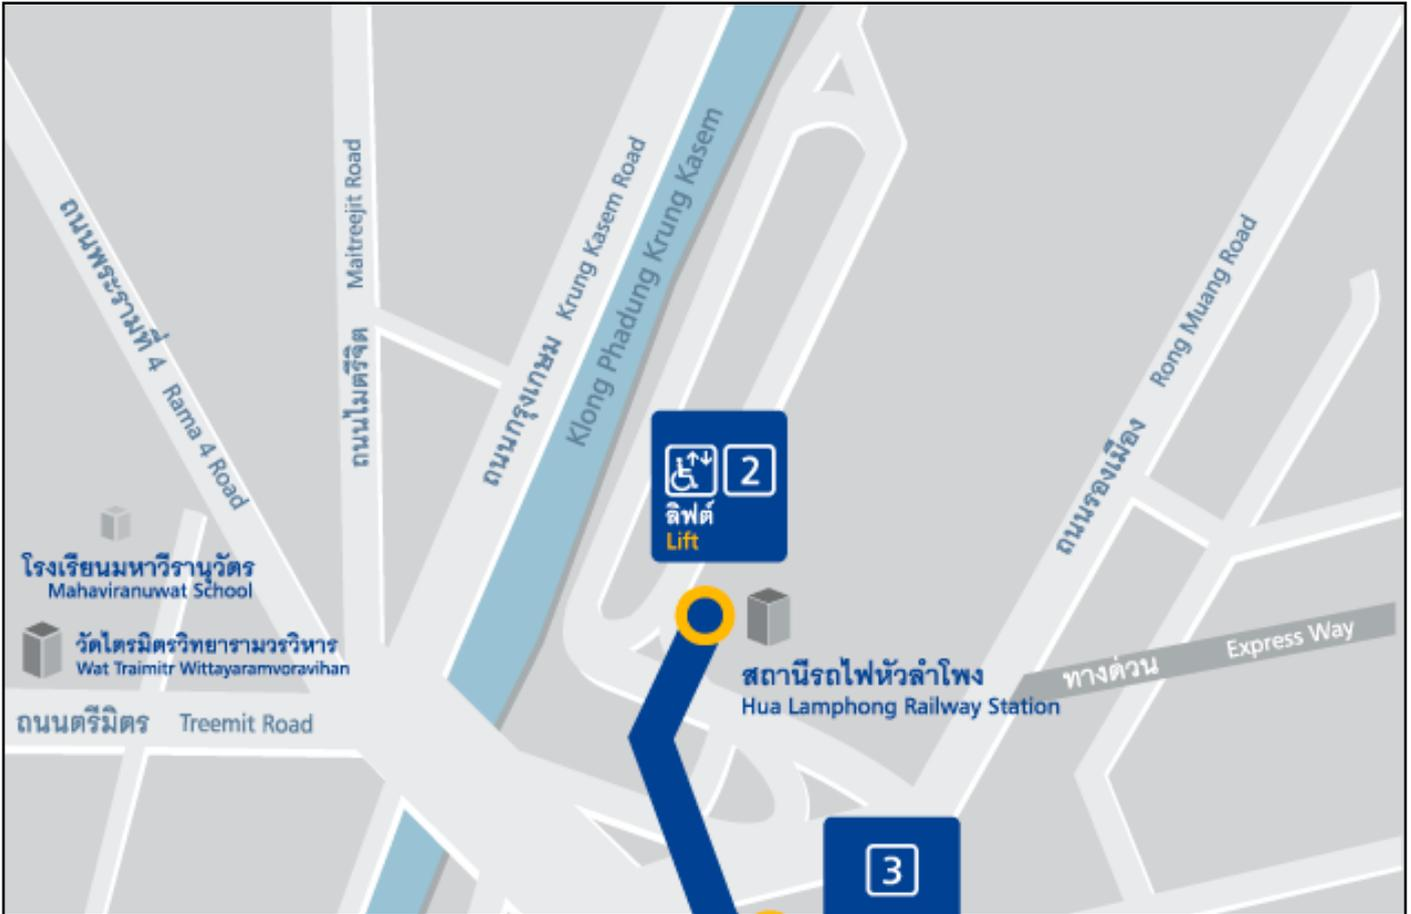 ถนนพระรามที่ 4 Rama 4 Road
ถนนไมตรีจิต Maitreejit Road
ถนนกรุงเกษม Krung Kasem Road
Klong Phadung Krung Kasem
ถนนรองเมือง Rong Muang Road
2
ลิฟต์
Lift
โรงเรียนมหาวีรานุวัตร
Mahaviranuwat School
วัดไตรมิตรวิทยารามวรวิหาร
Wat Traimitr Wittayaramvoravihan
ถนนตรีมิตร Treemit Road
สถานีรถไฟหัวลำโพง
Hua Lamphong Railway Station
ทางด่วน Express Way
3